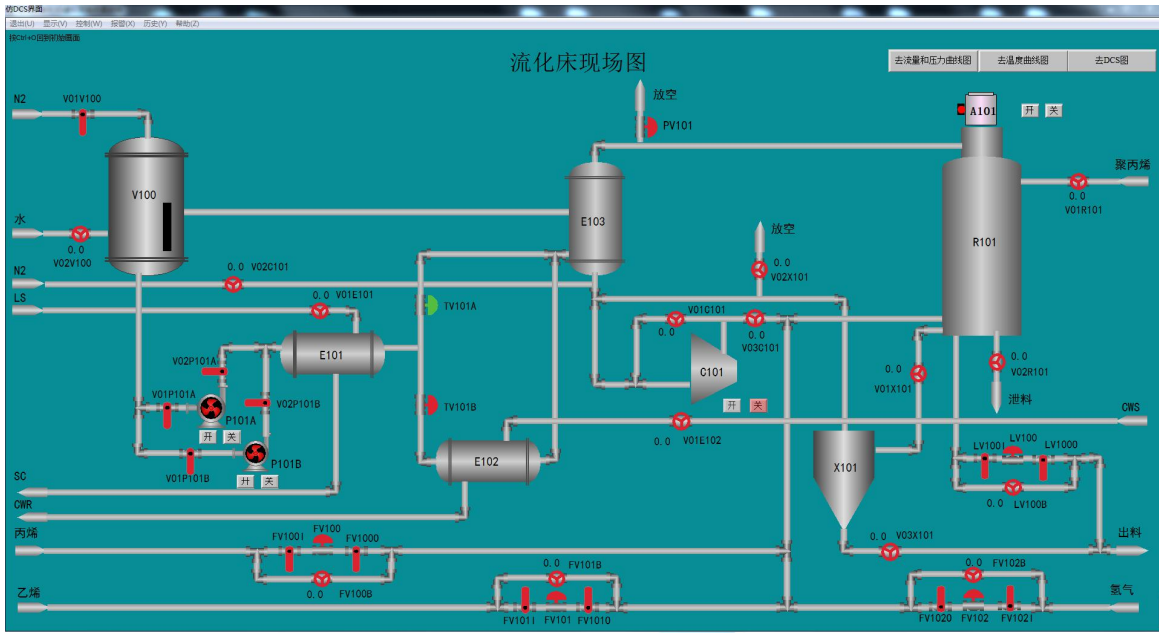 仿DCS界面
退出(U) 显示(V) 控制(W) 报警(X) 历史(Y) 帮助(Z)
按Ctrl+O回到初始画面
流化床现场图
去流量和压力曲线图 去温度曲线图 去DCS图
N2
V01V100
放空
PV101
A101
开 关
聚丙烯
0.0
V01R101
V100
E103
R101
水
0.0
V02V100
放空
0.0
V02X101
N2
0.0 V02C101
LS
0.0 V01E101
TV101A
V01C101
0.0
0.0
V03C101
E101
C101
开 关
V02P101A
V01P101A
P101A
开 关
V02P101B
TV101B
0.0
V01X101
0.0
V02R101
泄料
CWS
0.0 V01E102
P101B
开 关
V01P101B
E102
X101
LV100I
LV100
LV100O
0.0 LV100B
SC
CWR
丙烯
FV100I
FV100
FV100O
0.0 FV100B
0.0 V03X101
出料
乙烯
0.0 FV101B
FV101I FV101 FV101O
0.0 FV102B
FV102O FV102 FV102I
氢气